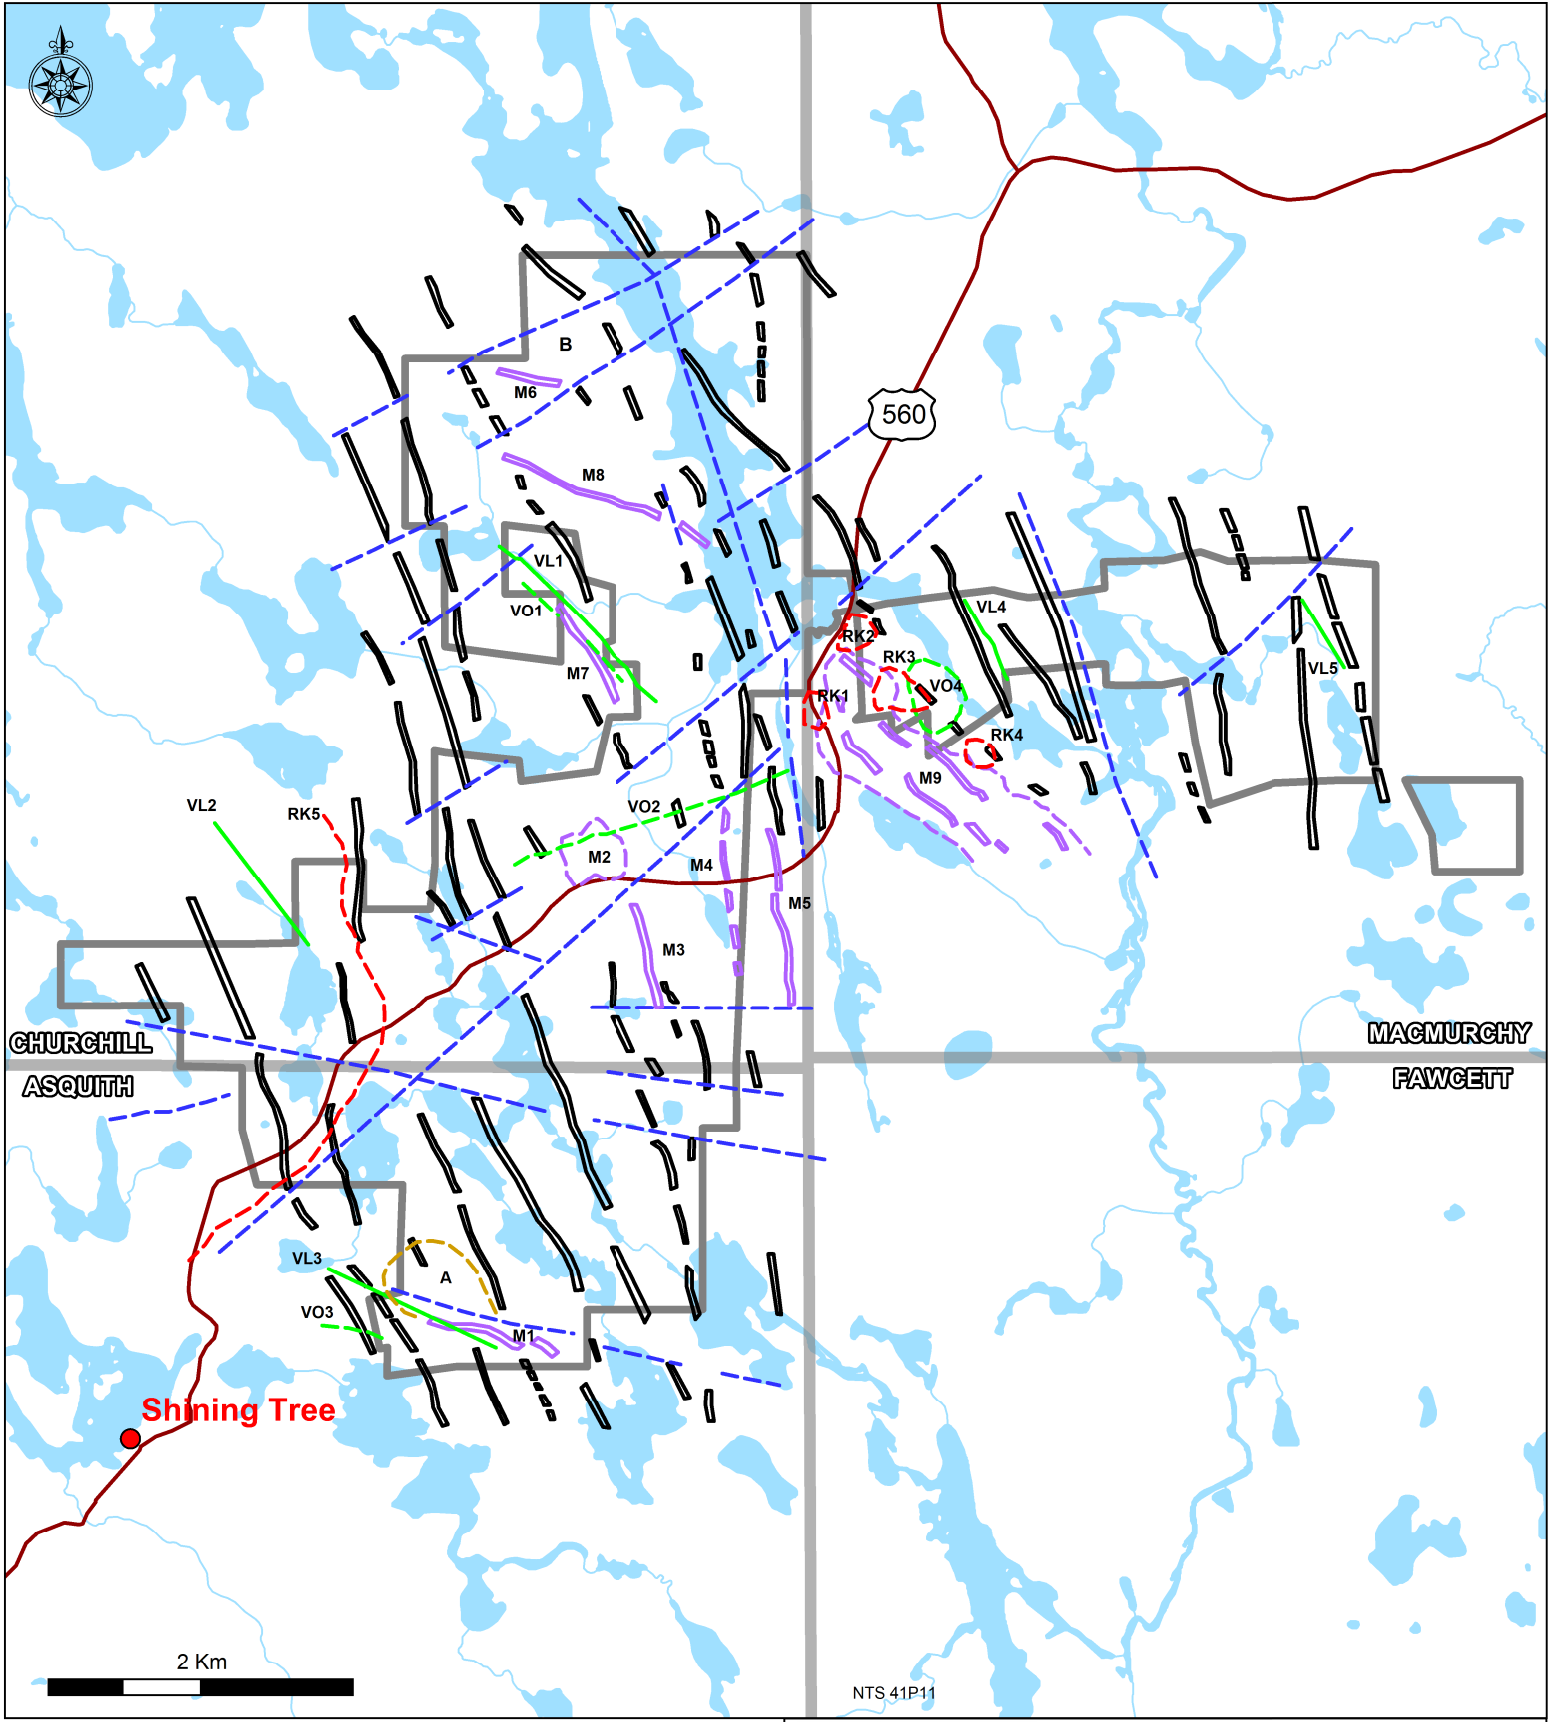 B
M6
560
M8
VL1
VO1
VL4
RK2
RK3
VL5
M7
VO4
RK1
RK4
M9
VL2
RK5
VO2
M2
M4
M5
M3
CHURCHILL
MACMURCHY
ASQUITH
FAWCETT
VL3
A
VO3
M1
Shining Tree
2 Km
NTS 41P11